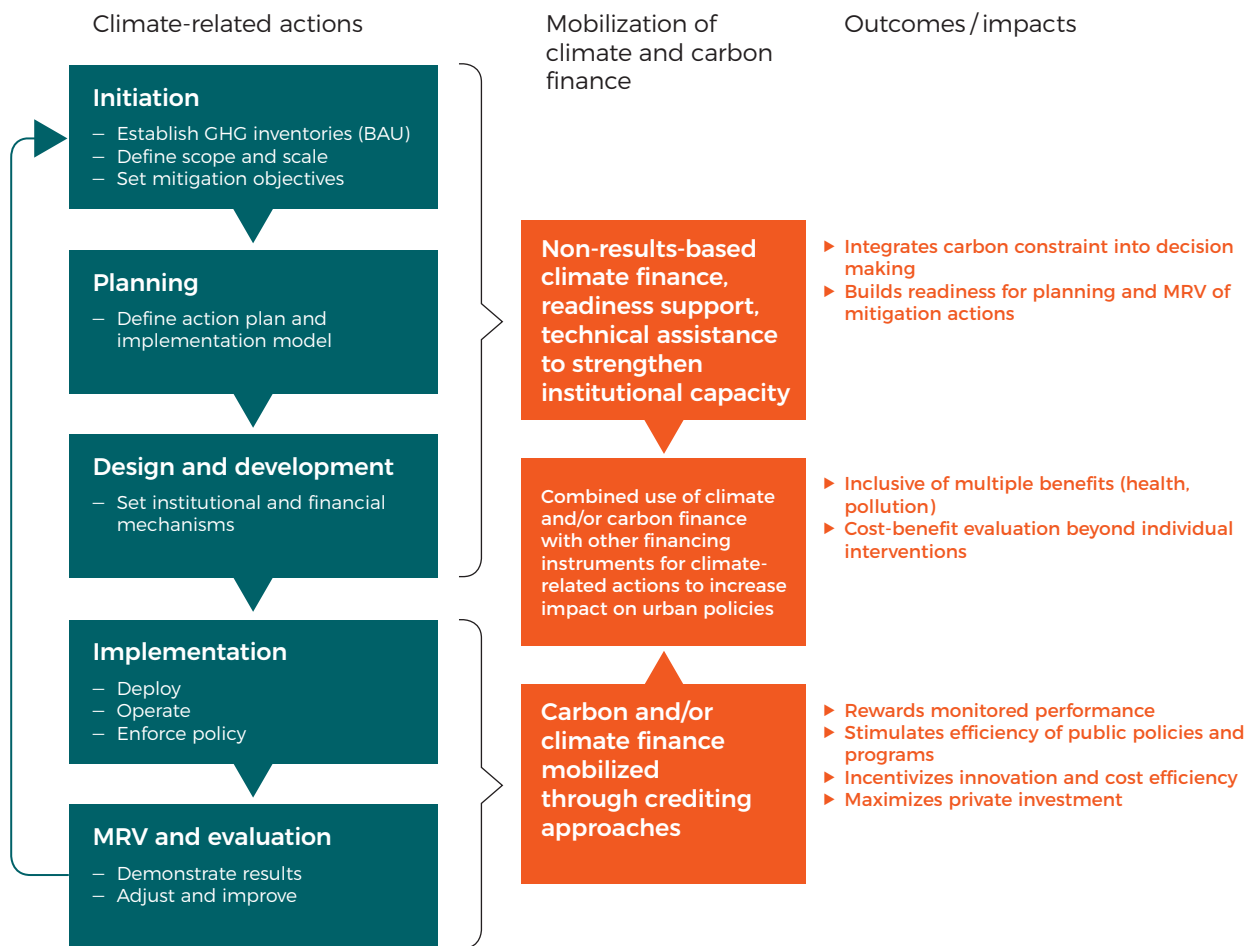 Climate-related actions
Mobilization of
climate and carbon
finance
Outcomes / impacts
Initiation
– Establish GHG inventories (BAU)
– Define scope and scale
– Set mitigation objectives
Planning
– Define action plan and
implementation model
Design and development
– Set institutional and financial
mechanisms
Implementation
– Deploy
– Operate
– Enforce policy
MRV and evaluation
– Demonstrate results
– Adjust and improve
Non-results-based
climate finance,
readiness support,
technical assistance
to strengthen
institutional capacity
Combined use of climate
and/or carbon finance
with other financing
instruments for climate-
related actions to increase
impact on urban policies
Carbon and/or
climate finance
mobilized
through crediting
approaches
▶ Integrates carbon constraint into decision
making
▶ Builds readiness for planning and MRV of
mitigation actions
▶ Inclusive of multiple benefits (health,
pollution)
▶ Cost-benefit evaluation beyond individual
interventions
▶ Rewards monitored performance
▶ Stimulates efficiency of public policies and
programs
▶ Incentivizes innovation and cost efficiency
▶ Maximizes private investment